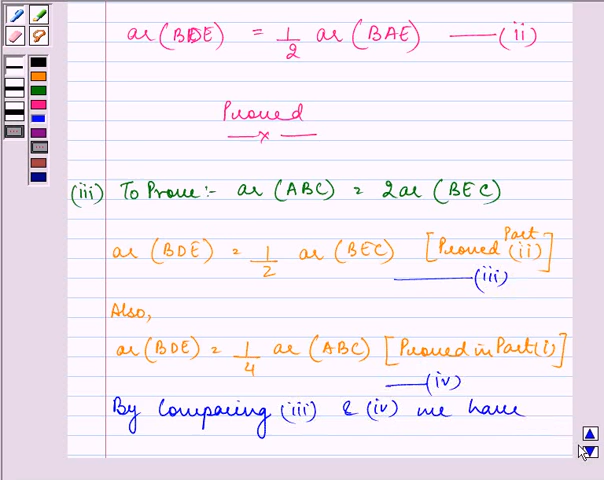 ar (BDE) = 1/2 ar (BAE) —— (ii)
Proved
—x—
(iii) To Prove:- ar (ABC) = 2ar (BEC)
ar (BDE) = 1/2 ar (BEC) [Proved Part (ii)]
—— (iii)
Also,
ar (BDE) = 1/4 ar (ABC) [Proved in Part (i)]
—— (iv)
By Comparing (iii) & (iv) we have